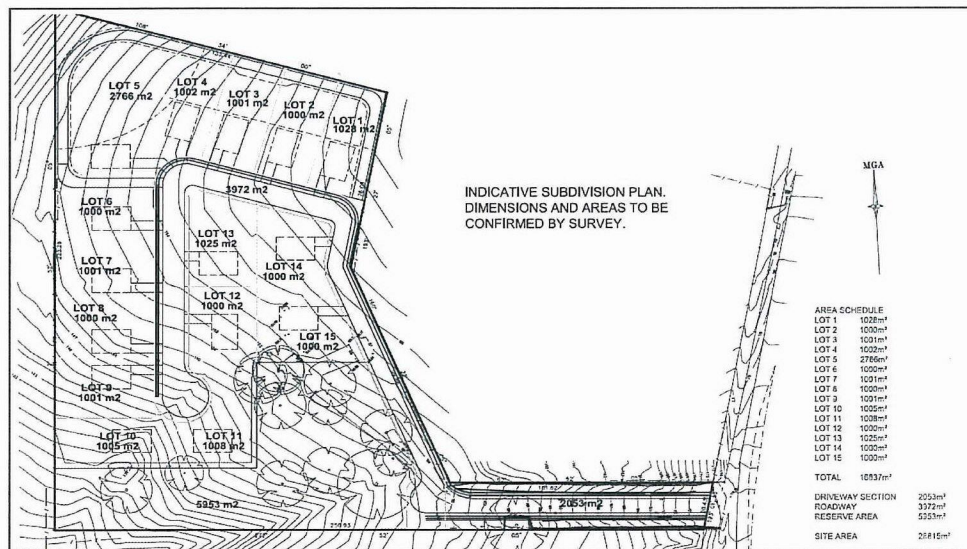 108°
34'
00"
LOT 5
2766 m2
LOT 4
1002 m2
LOT 3
1001 m2
LOT 2
1000 m2
LOT 1
1028 m2
3972 m2
LOT 6
1000 m2
LOT 13
1025 m2
LOT 7
1001 m2
LOT 14
1000 m2
LOT 12
1000 m2
LOT 8
1000 m2
LOT 15
1000 m2
LOT 9
1001 m2
LOT 10
1005 m2
LOT 11
1008 m2
5953 m2
2053 m2
INDICATIVE SUBDIVISION PLAN.
DIMENSIONS AND AREAS TO BE
CONFIRMED BY SURVEY.
MGA
AREA SCHEDULE
LOT 1 1028m²
LOT 2 1000m²
LOT 3 1001m²
LOT 4 1002m²
LOT 5 2766m²
LOT 6 1000m²
LOT 7 1001m²
LOT 8 1000m²
LOT 9 1001m²
LOT 10 1005m²
LOT 11 1008m²
LOT 12 1000m²
LOT 13 1025m²
LOT 14 1000m²
LOT 15 1000m²
TOTAL 16837m²
DRIVEWAY SECTION 2053m²
ROADWAY 3972m²
RESERVE AREA 5953m²
SITE AREA 28815m²